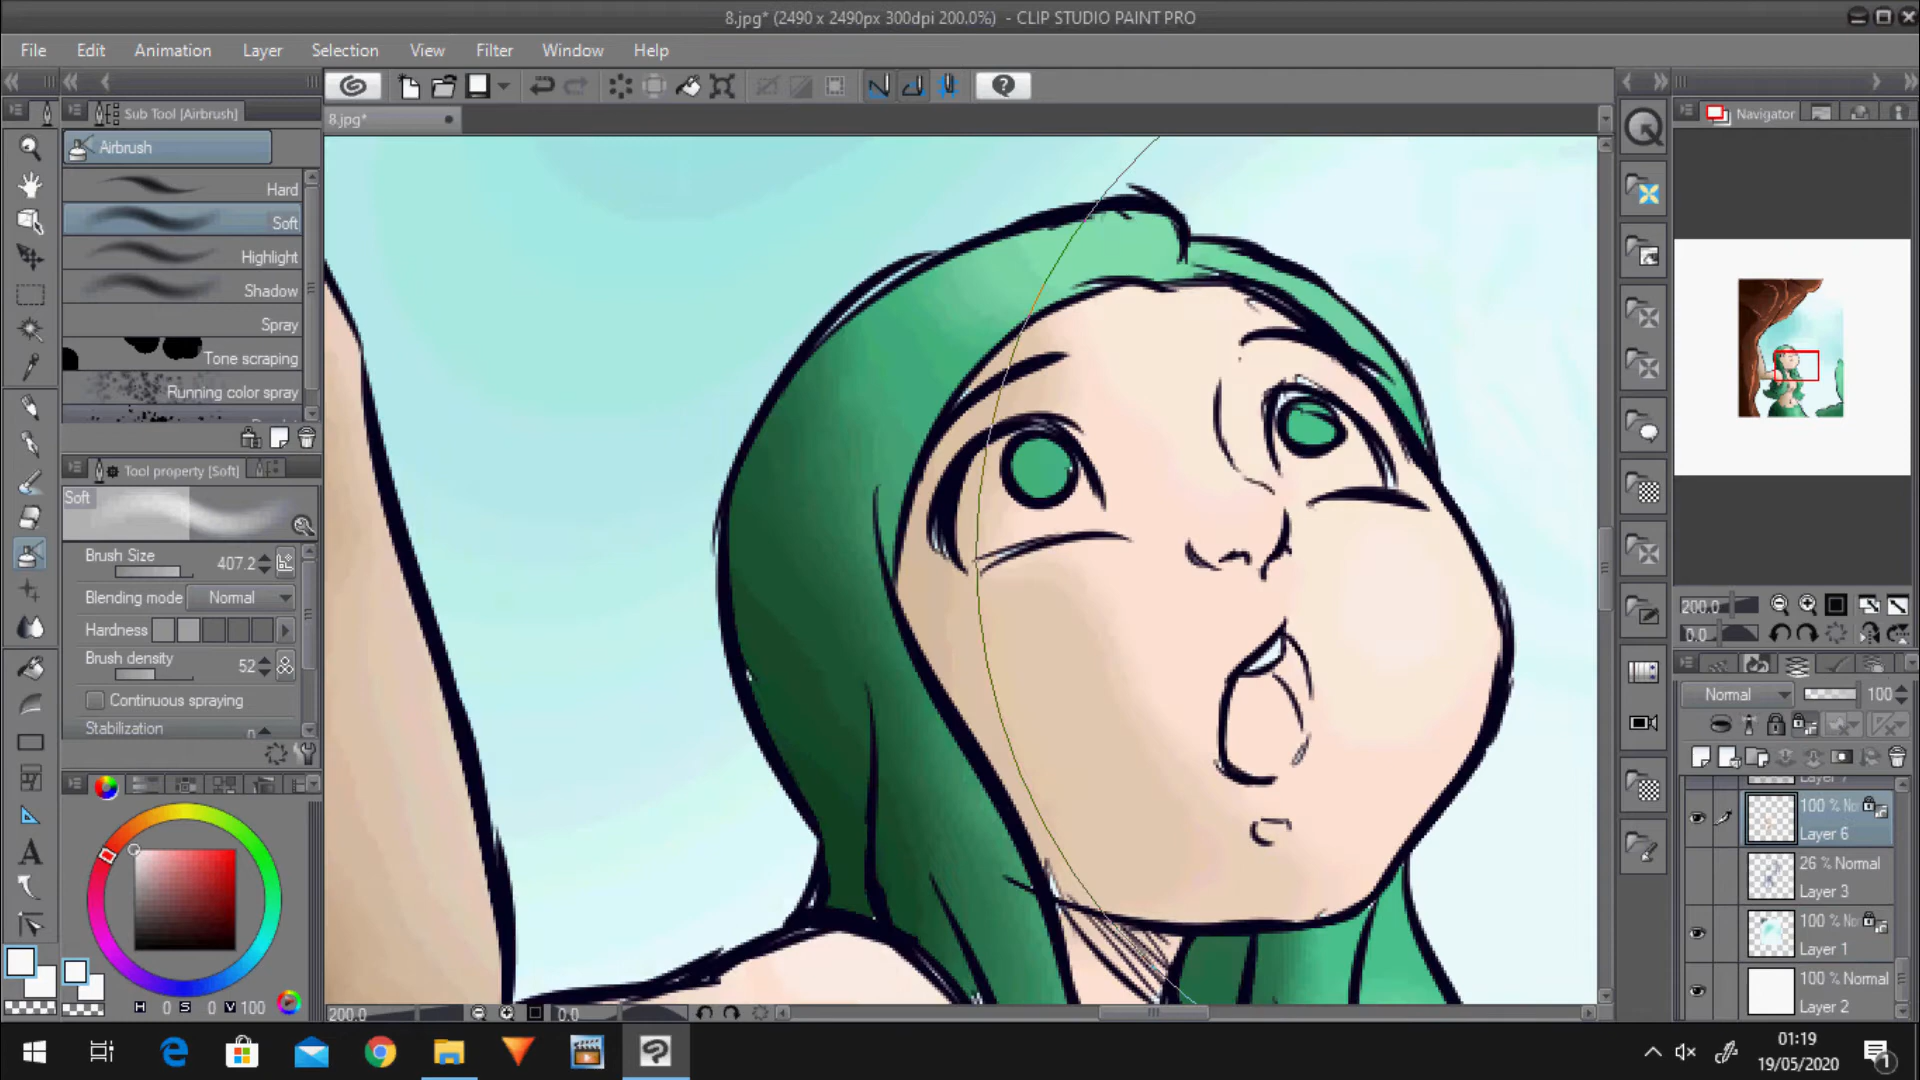 8.jpg* (2490 x 2490px 300dpi 200.0%) - CLIP STUDIO PAINT PRO
File Edit Animation Layer Selection View Filter Window Help
Sub Tool [Airbrush]
8.jpg*
Navigator
Airbrush
Hard
Soft
Highlight
Shadow
Spray
Tone scraping
Running color spray
Tool property [Soft]
Soft
Brush Size 407.2
Blending mode Normal
Hardness
Brush density 52
Continuous spraying
Stabilization
200.0
0.0
Normal 100
Layer 7
100 % No
Layer 6
26 % Normal
Layer 3
100 % No
Layer 1
100 % Normal
Layer 2
H 0 S 0 V 100
200.0 0.0
01:19
19/05/2020
1